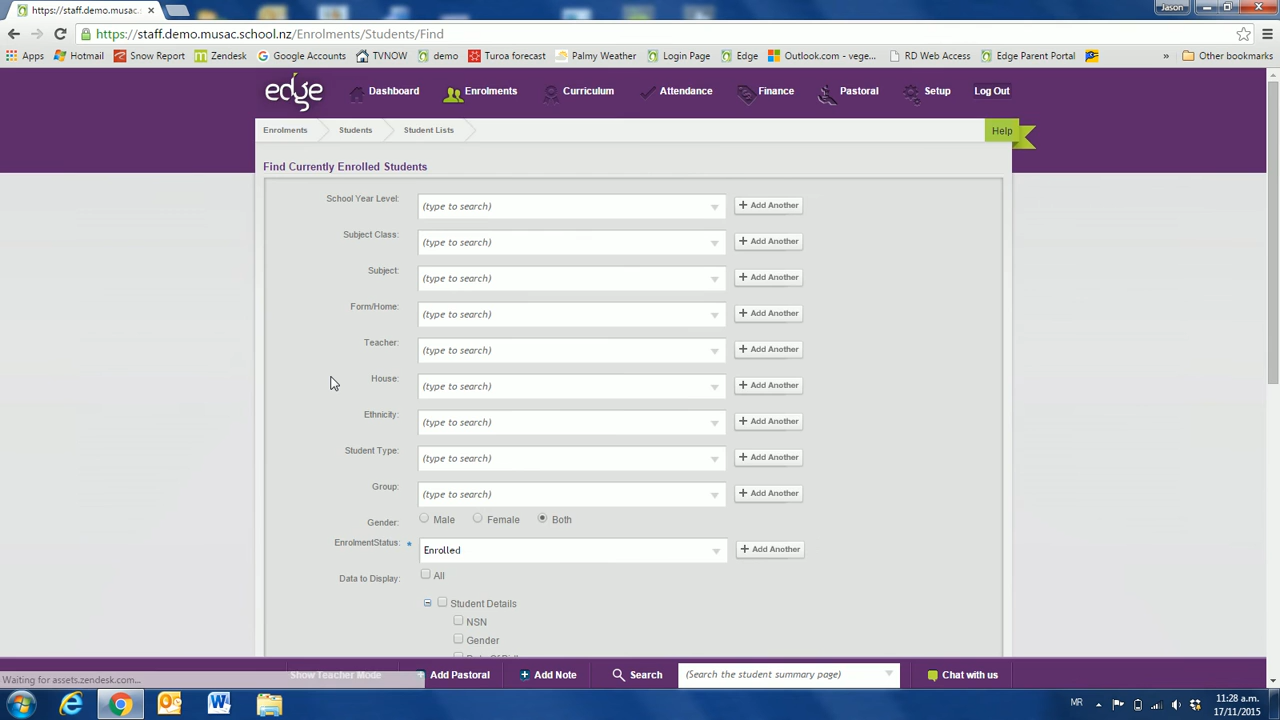 https://staff.demo.musac.sc ×
Jason
https://staff.demo.musac.school.nz/Enrolments/Students/Find
Apps Hotmail Snow Report Zendesk Google Accounts TVNOW demo Turoa forecast Palmy Weather Login Page Edge Outlook.com - vege... RD Web Access Edge Parent Portal » Other bookmarks
edge Dashboard Enrolments Curriculum Attendance Finance Pastoral Setup Log Out
Enrolments Students Student Lists Help
Find Currently Enrolled Students
School Year Level: (type to search) + Add Another
Subject Class: (type to search) + Add Another
Subject: (type to search) + Add Another
Form/Home: (type to search) + Add Another
Teacher: (type to search) + Add Another
House: (type to search) + Add Another
Ethnicity: (type to search) + Add Another
Student Type: (type to search) + Add Another
Group: (type to search) + Add Another
Gender: Male Female Both
EnrolmentStatus: * Enrolled + Add Another
Data to Display: All
Student Details
NSN
Gender
Date Of Birth
Show Teacher Mode Add Pastoral Add Note Search (Search the student summary page) Chat with us
Waiting for assets.zendesk.com...
MR 11:28 a.m.
17/11/2015